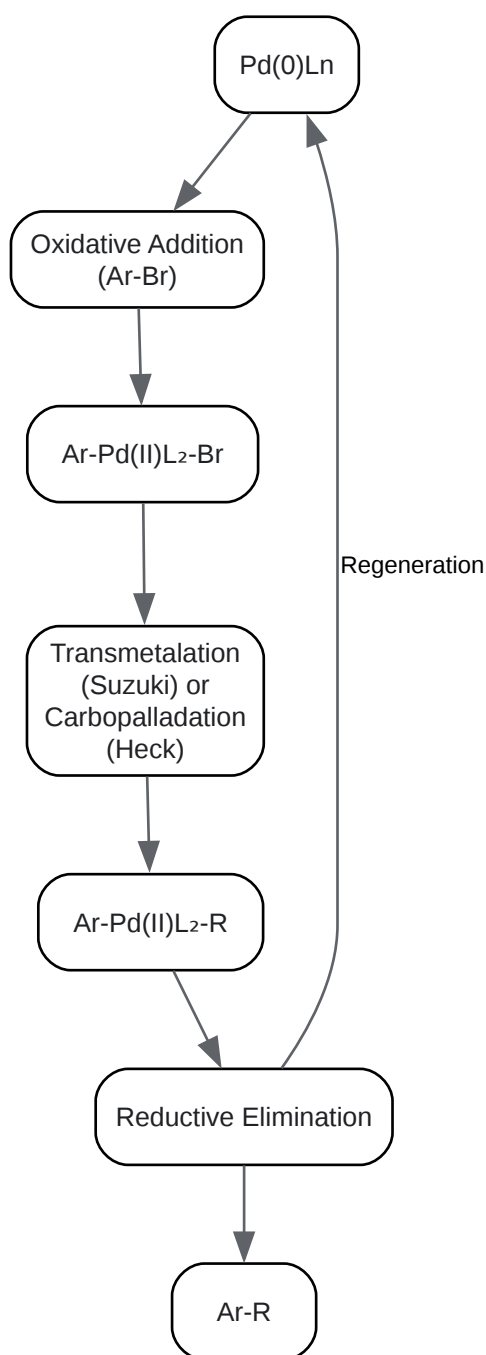 Pd(0)Ln
Oxidative Addition
(Ar-Br)
Ar-Pd(II)L₂-Br
Regeneration
Transmetalation
(Suzuki) or
Carbopalladation
(Heck)
Ar-Pd(II)L₂-R
Reductive Elimination
Ar-R